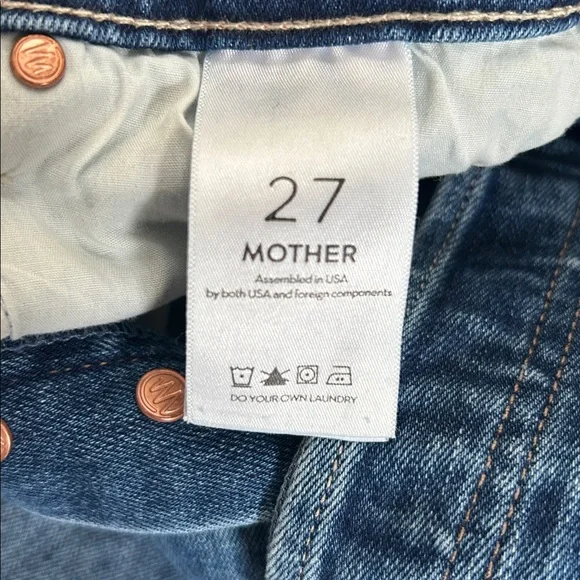 27
MOTHER
Assembled in USA
by both USA and foreign components
DO YOUR OWN LAUNDRY